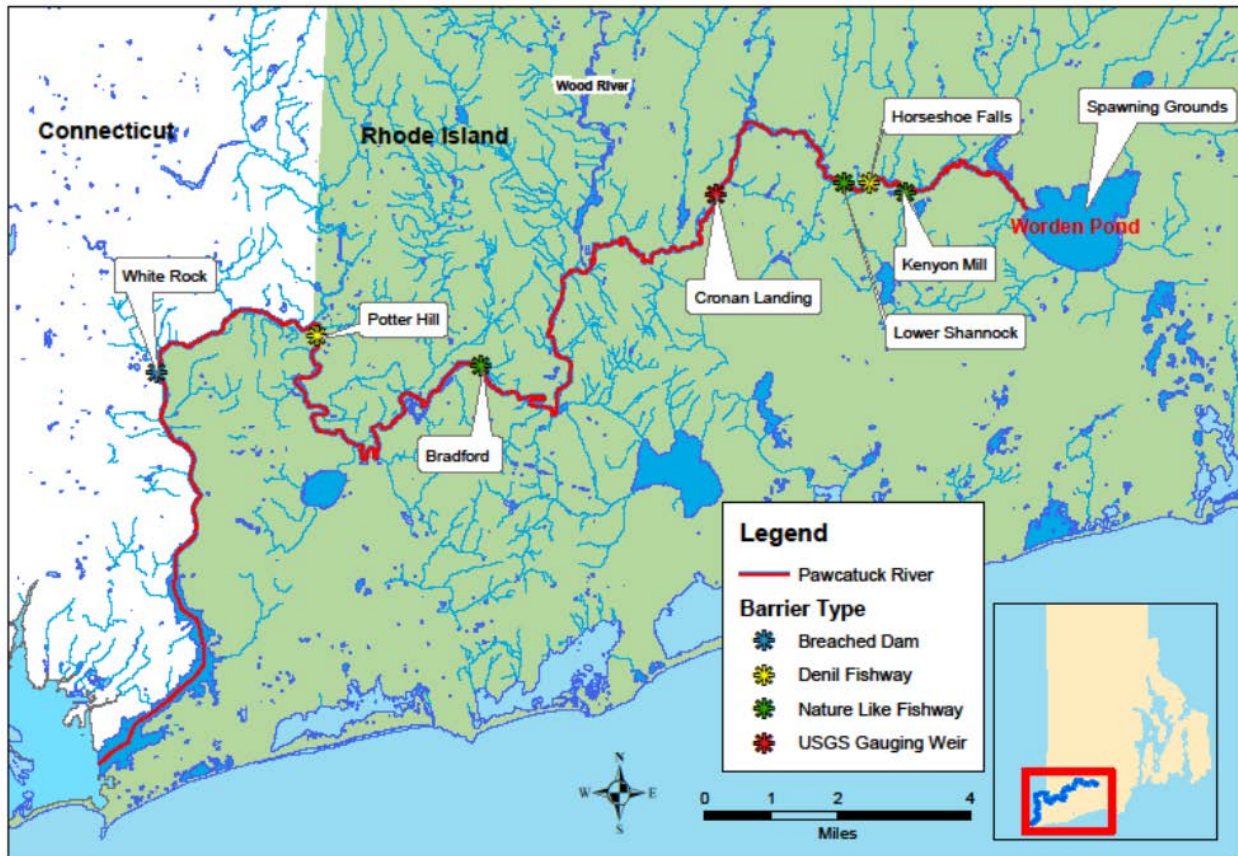 Wood River
Horseshoe Falls
Spawning Grounds
Connecticut
Rhode Island
Worden Pond
White Rock
Kenyon Mill
Cronan Landing
Potter Hill
Lower Shannock
Bradford
Legend
Pawcatuck River
Barrier Type
Breached Dam
Denil Fishway
Nature Like Fishway
USGS Gauging Weir
N
W E
S
0 2 4
Miles